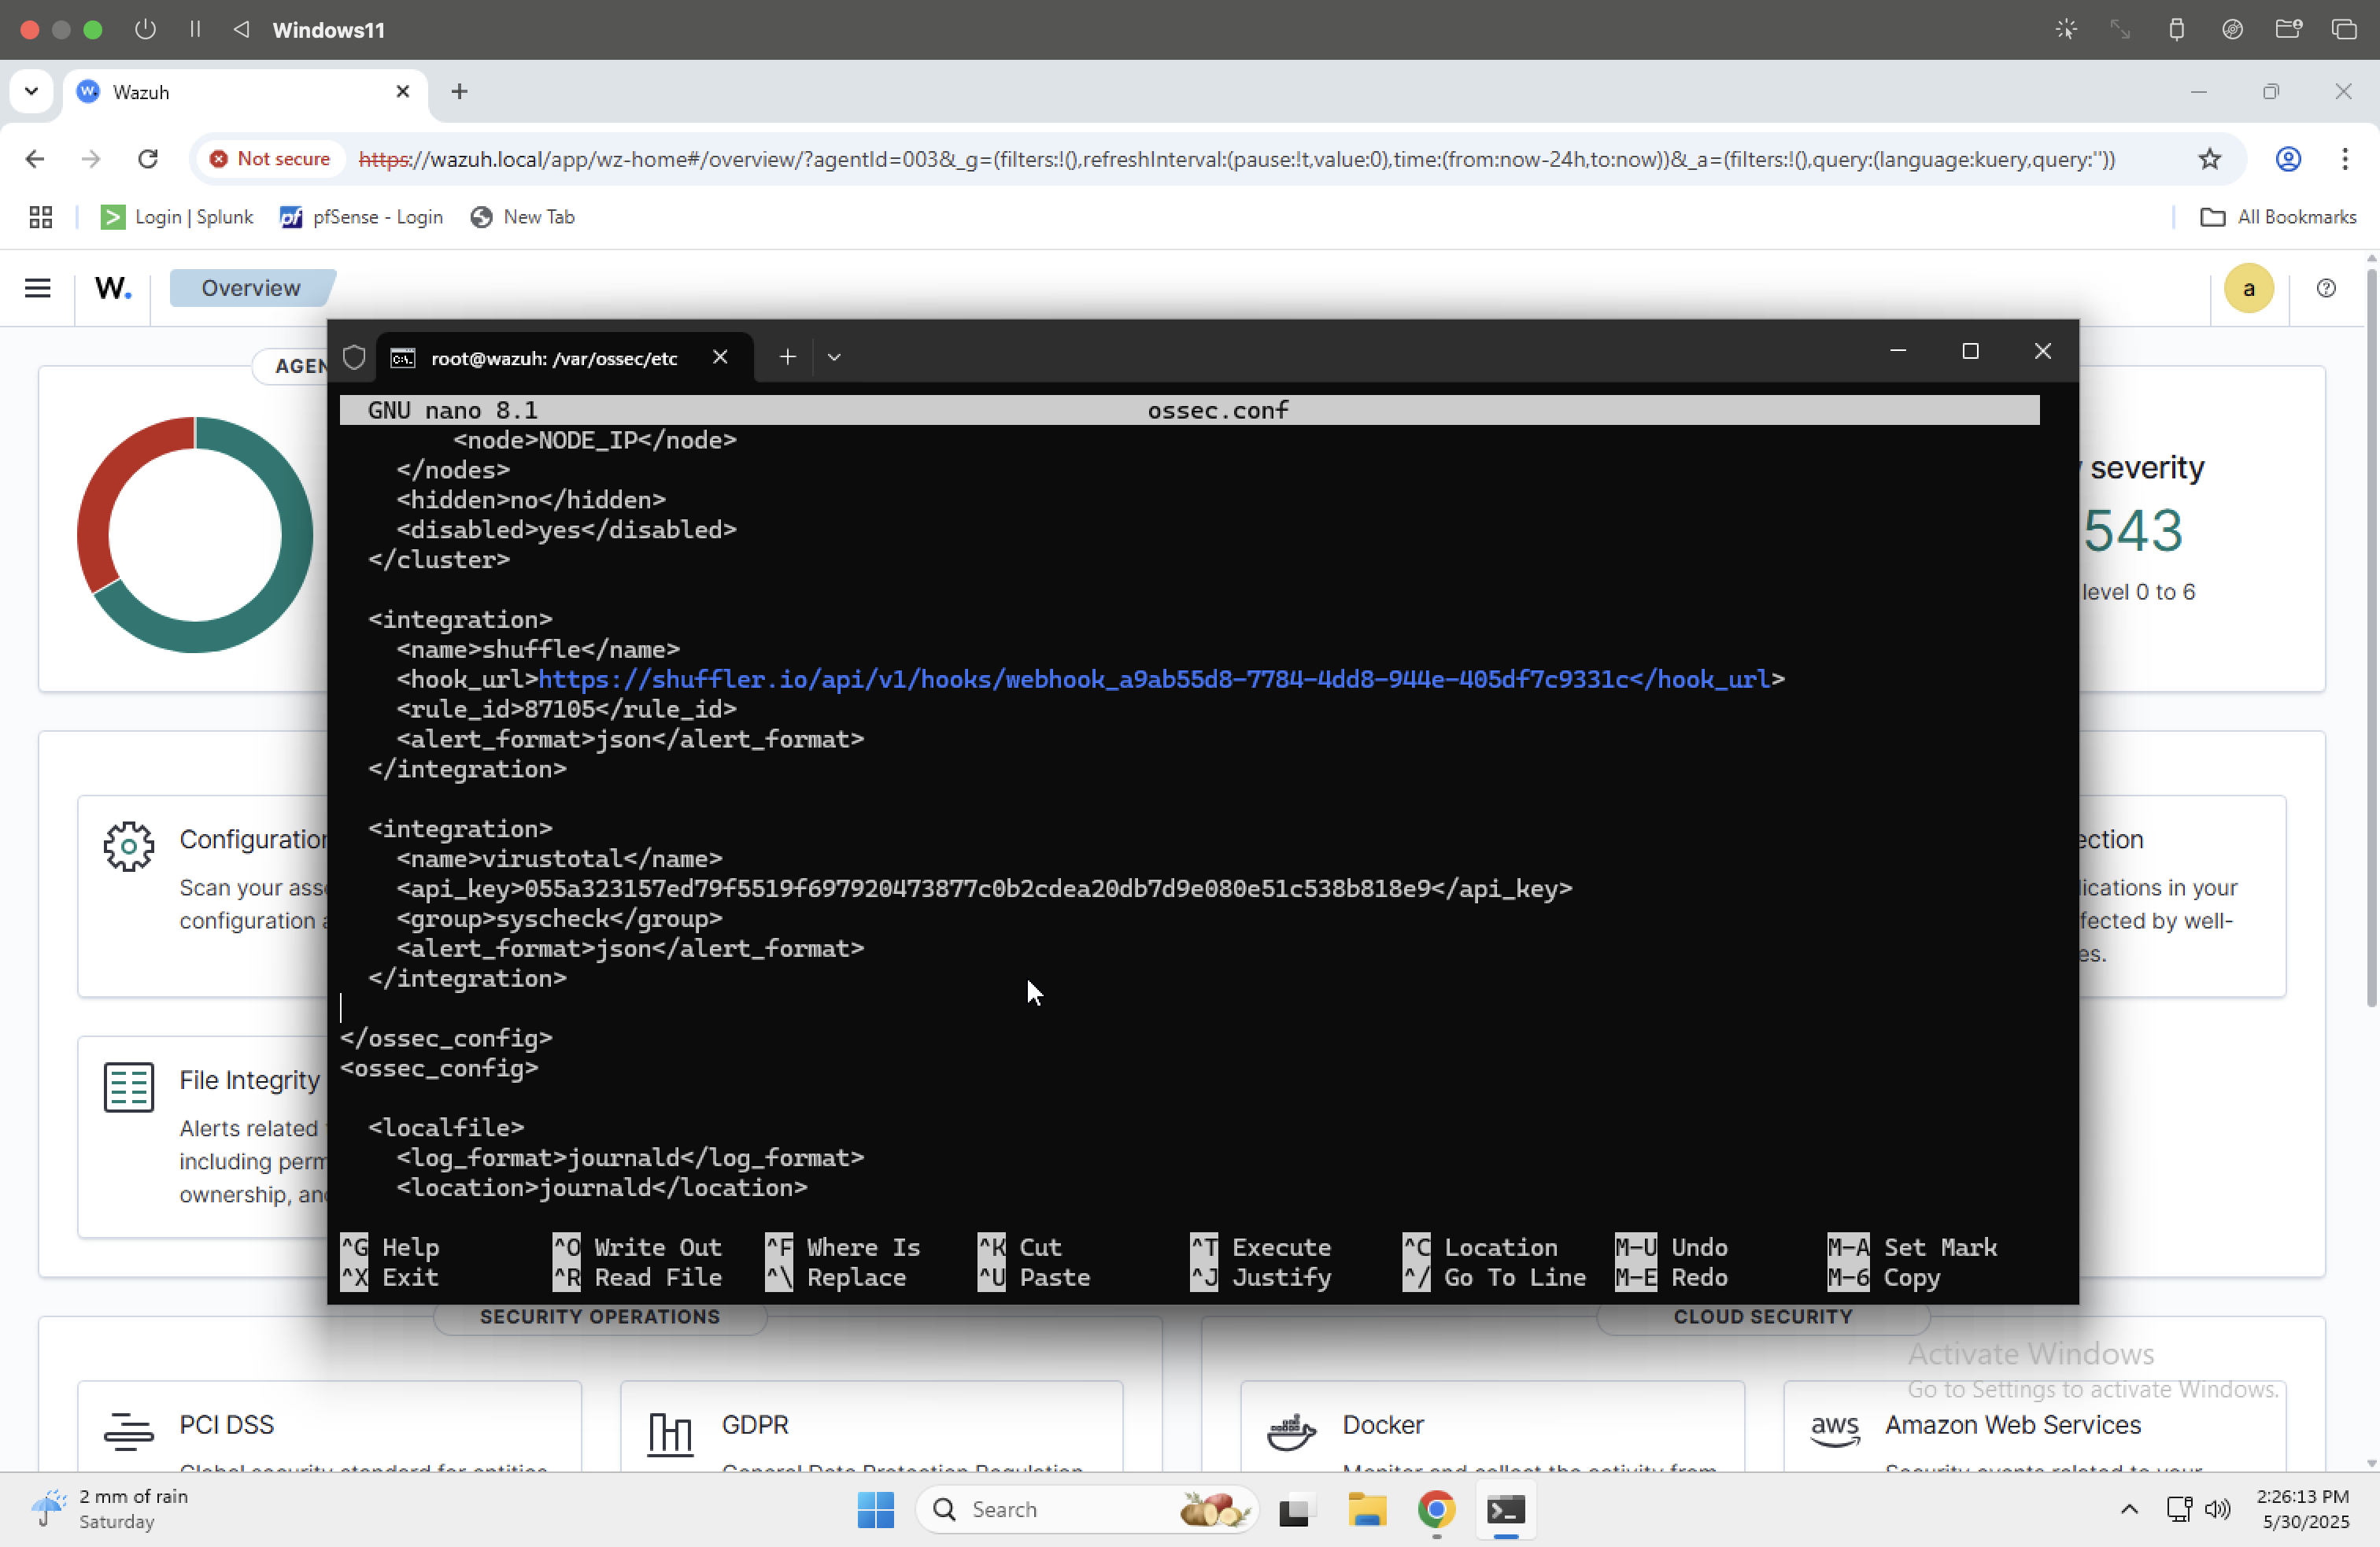 Windows11
Wazuh
Not secure https://wazuh.local/app/wz-home#/overview/?agentId=003&_g=(filters:!(),refreshInterval:(pause:!t,value:0),time:(from:now-24h,to:now))&_a=(filters:!(),query:(language:kuery,query:''))
Login | Splunk pfSense - Login New Tab All Bookmarks
W. Overview a
AGEN
root@wazuh: /var/ossec/etc
GNU nano 8.1 ossec.conf
<node>NODE_IP</node>
</nodes>
<hidden>no</hidden>
<disabled>yes</disabled>
</cluster>
<integration>
<name>shuffle</name>
<hook_url>https://shuffler.io/api/v1/hooks/webhook_a9ab55d8-7784-4dd8-944e-405df7c9331c</hook_url>
<rule_id>87105</rule_id>
<alert_format>json</alert_format>
</integration>
<integration>
<name>virustotal</name>
<api_key>055a323157ed79f5519f697920473877c0b2cdea20db7d9e080e51c538b818e9</api_key>
<group>syscheck</group>
<alert_format>json</alert_format>
</integration>
</ossec_config>
<ossec_config>
<localfile>
<log_format>journald</log_format>
<location>journald</location>
^G Help ^O Write Out ^F Where Is ^K Cut ^T Execute ^C Location M-U Undo M-A Set Mark
^X Exit ^R Read File ^\ Replace ^U Paste ^J Justify ^/ Go To Line M-E Redo M-6 Copy
severity
543
level 0 to 6
Configuration
Scan your asse
configuration a
ection
ications in your
fected by well-
es.
File Integrity
Alerts related
including perm
ownership, and
SECURITY OPERATIONS
CLOUD SECURITY
Activate Windows
Go to Settings to activate Windows.
PCI DSS
Global security standard for entities
GDPR
General Data Protection Regulation
Docker
Monitor and collect the activity from
aws Amazon Web Services
Security events related to your
2 mm of rain
Saturday
Search
2:26:13 PM
5/30/2025